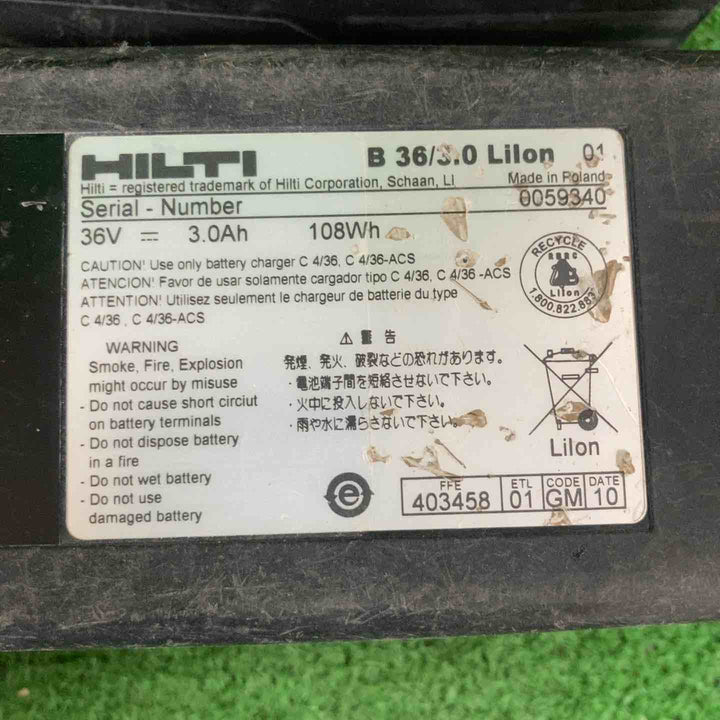 HILTI B 36/3.0 LiIon 01
Hilti = registered trademark of Hilti Corporation, Schaan, LI Made in Poland
Serial - Number 0059340
36V 3.0Ah 108Wh
CAUTION! Use only battery charger C 4/36, C 4/36-ACS
ATENCION! Favor de usar solamente cargador tipo C 4/36, C 4/36 -ACS
ATTENTION! Utilisez seulement le chargeur de batterie du type
C 4/36 , C 4/36-ACS
RECYCLE
RBRC
LiIon
1.800.822.883
WARNING
Smoke, Fire, Explosion
might occur by misuse
- Do not cause short circiut
on battery terminals
- Do not dispose battery
in a fire
- Do not wet battery
- Do not use
damaged battery
⚠ 警 告
発煙、発火、破裂などの恐れがあります。
・電池端子間を短絡させないで下さい。
・火中に投入しないで下さい。
・雨や水に濡らさないで下さい。
LiIon
e
FFE ETL CODE DATE
403458 01 GM 10